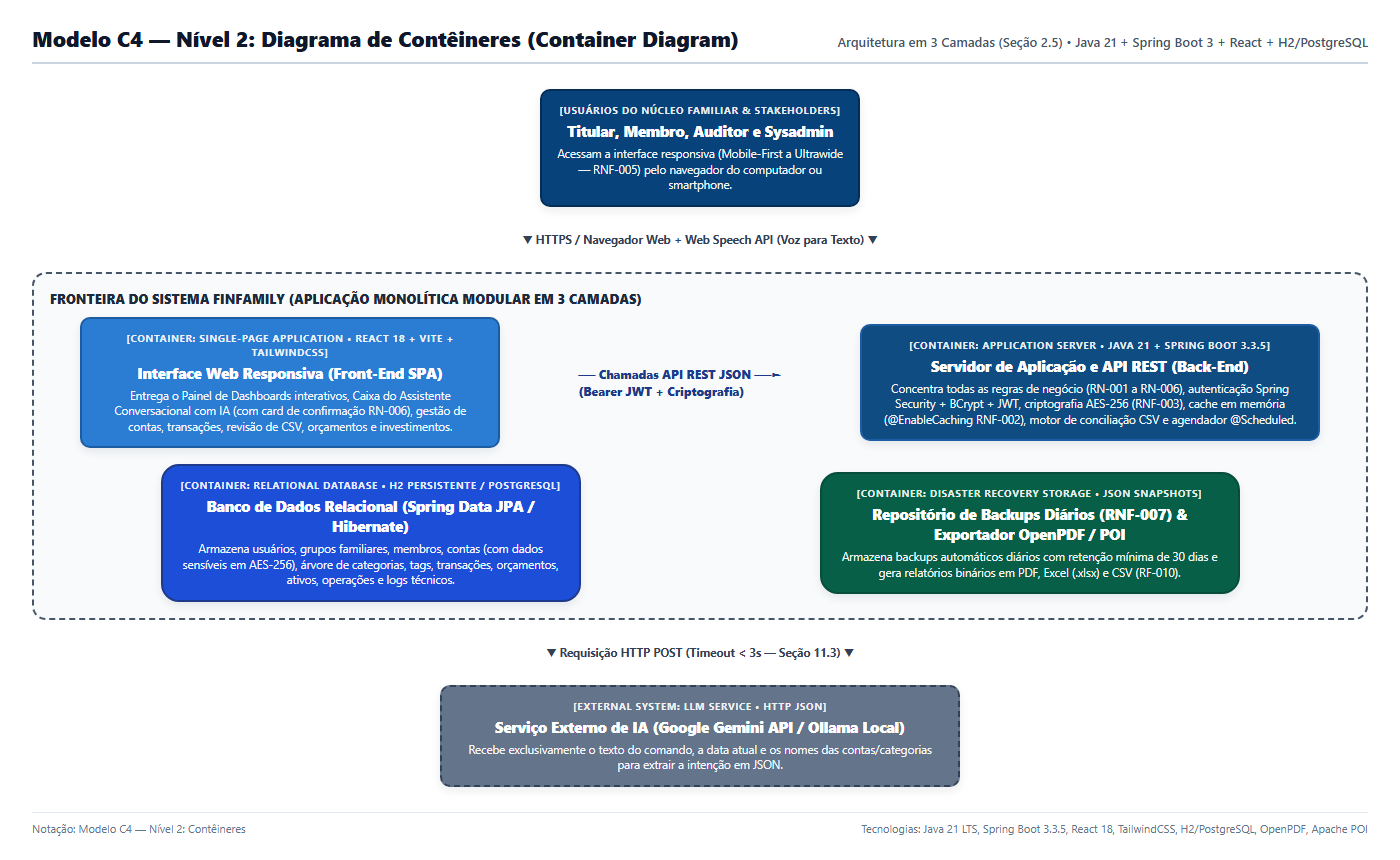 Modelo C4 — Nível 2: Diagrama de Contêineres (Container Diagram)
Arquitetura em 3 Camadas (Seção 2.5) • Java 21 + Spring Boot 3 + React + H2/PostgreSQL
[USUÁRIOS DO NÚCLEO FAMILIAR & STAKEHOLDERS]
Titular, Membro, Auditor e Sysadmin
Acessam a interface responsiva (Mobile-First a Ultrawide
— RNF-005) pelo navegador do computador ou
smartphone.
▼ HTTPS / Navegador Web + Web Speech API (Voz para Texto) ▼
FRONTEIRA DO SISTEMA FINFAMILY (APLICAÇÃO MONOLÍTICA MODULAR EM 3 CAMADAS)
[CONTAINER: SINGLE-PAGE APPLICATION • REACT 18 + VITE +
TAILWINDCSS]
Interface Web Responsiva (Front-End SPA)
Entrega o Painel de Dashboards interativos, Caixa do Assistente
Conversacional com IA (com card de confirmação RN-006), gestão de
contas, transações, revisão de CSV, orçamentos e investimentos.
── Chamadas API REST JSON ──►
(Bearer JWT + Criptografia)
[CONTAINER: APPLICATION SERVER • JAVA 21 + SPRING BOOT 3.3.5]
Servidor de Aplicação e API REST (Back-End)
Concentra todas as regras de negócio (RN-001 a RN-006), autenticação Spring
Security + BCrypt + JWT, criptografia AES-256 (RNF-003), cache em memória
(@EnableCaching RNF-002), motor de conciliação CSV e agendador @Scheduled.
[CONTAINER: RELATIONAL DATABASE • H2 PERSISTENTE / POSTGRESQL]
Banco de Dados Relacional (Spring Data JPA /
Hibernate)
Armazena usuários, grupos familiares, membros, contas (com dados
sensíveis em AES-256), árvore de categorias, tags, transações, orçamentos,
ativos, operações e logs técnicos.
[CONTAINER: DISASTER RECOVERY STORAGE • JSON SNAPSHOTS]
Repositório de Backups Diários (RNF-007) &
Exportador OpenPDF / POI
Armazena backups automáticos diários com retenção mínima de 30 dias e
gera relatórios binários em PDF, Excel (.xlsx) e CSV (RF-010).
▼ Requisição HTTP POST (Timeout < 3s — Seção 11.3) ▼
[EXTERNAL SYSTEM: LLM SERVICE • HTTP JSON]
Serviço Externo de IA (Google Gemini API / Ollama Local)
Recebe exclusivamente o texto do comando, a data atual e os nomes das contas/categorias
para extrair a intenção em JSON.
Notação: Modelo C4 — Nível 2: Contêineres
Tecnologias: Java 21 LTS, Spring Boot 3.3.5, React 18, TailwindCSS, H2/PostgreSQL, OpenPDF, Apache POI